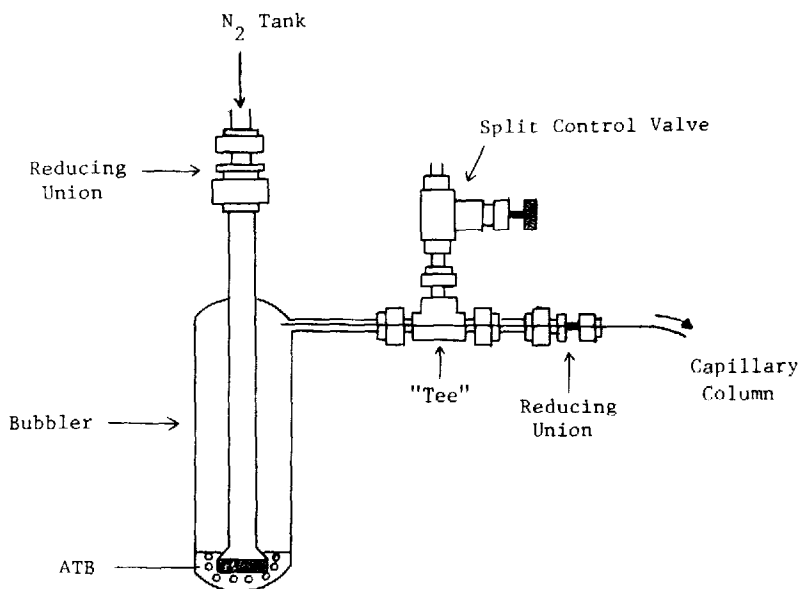 N2 Tank
Split Control Valve
Reducing
Union
"Tee"
Capillary
Column
Reducing
Union
Bubbler
ATB